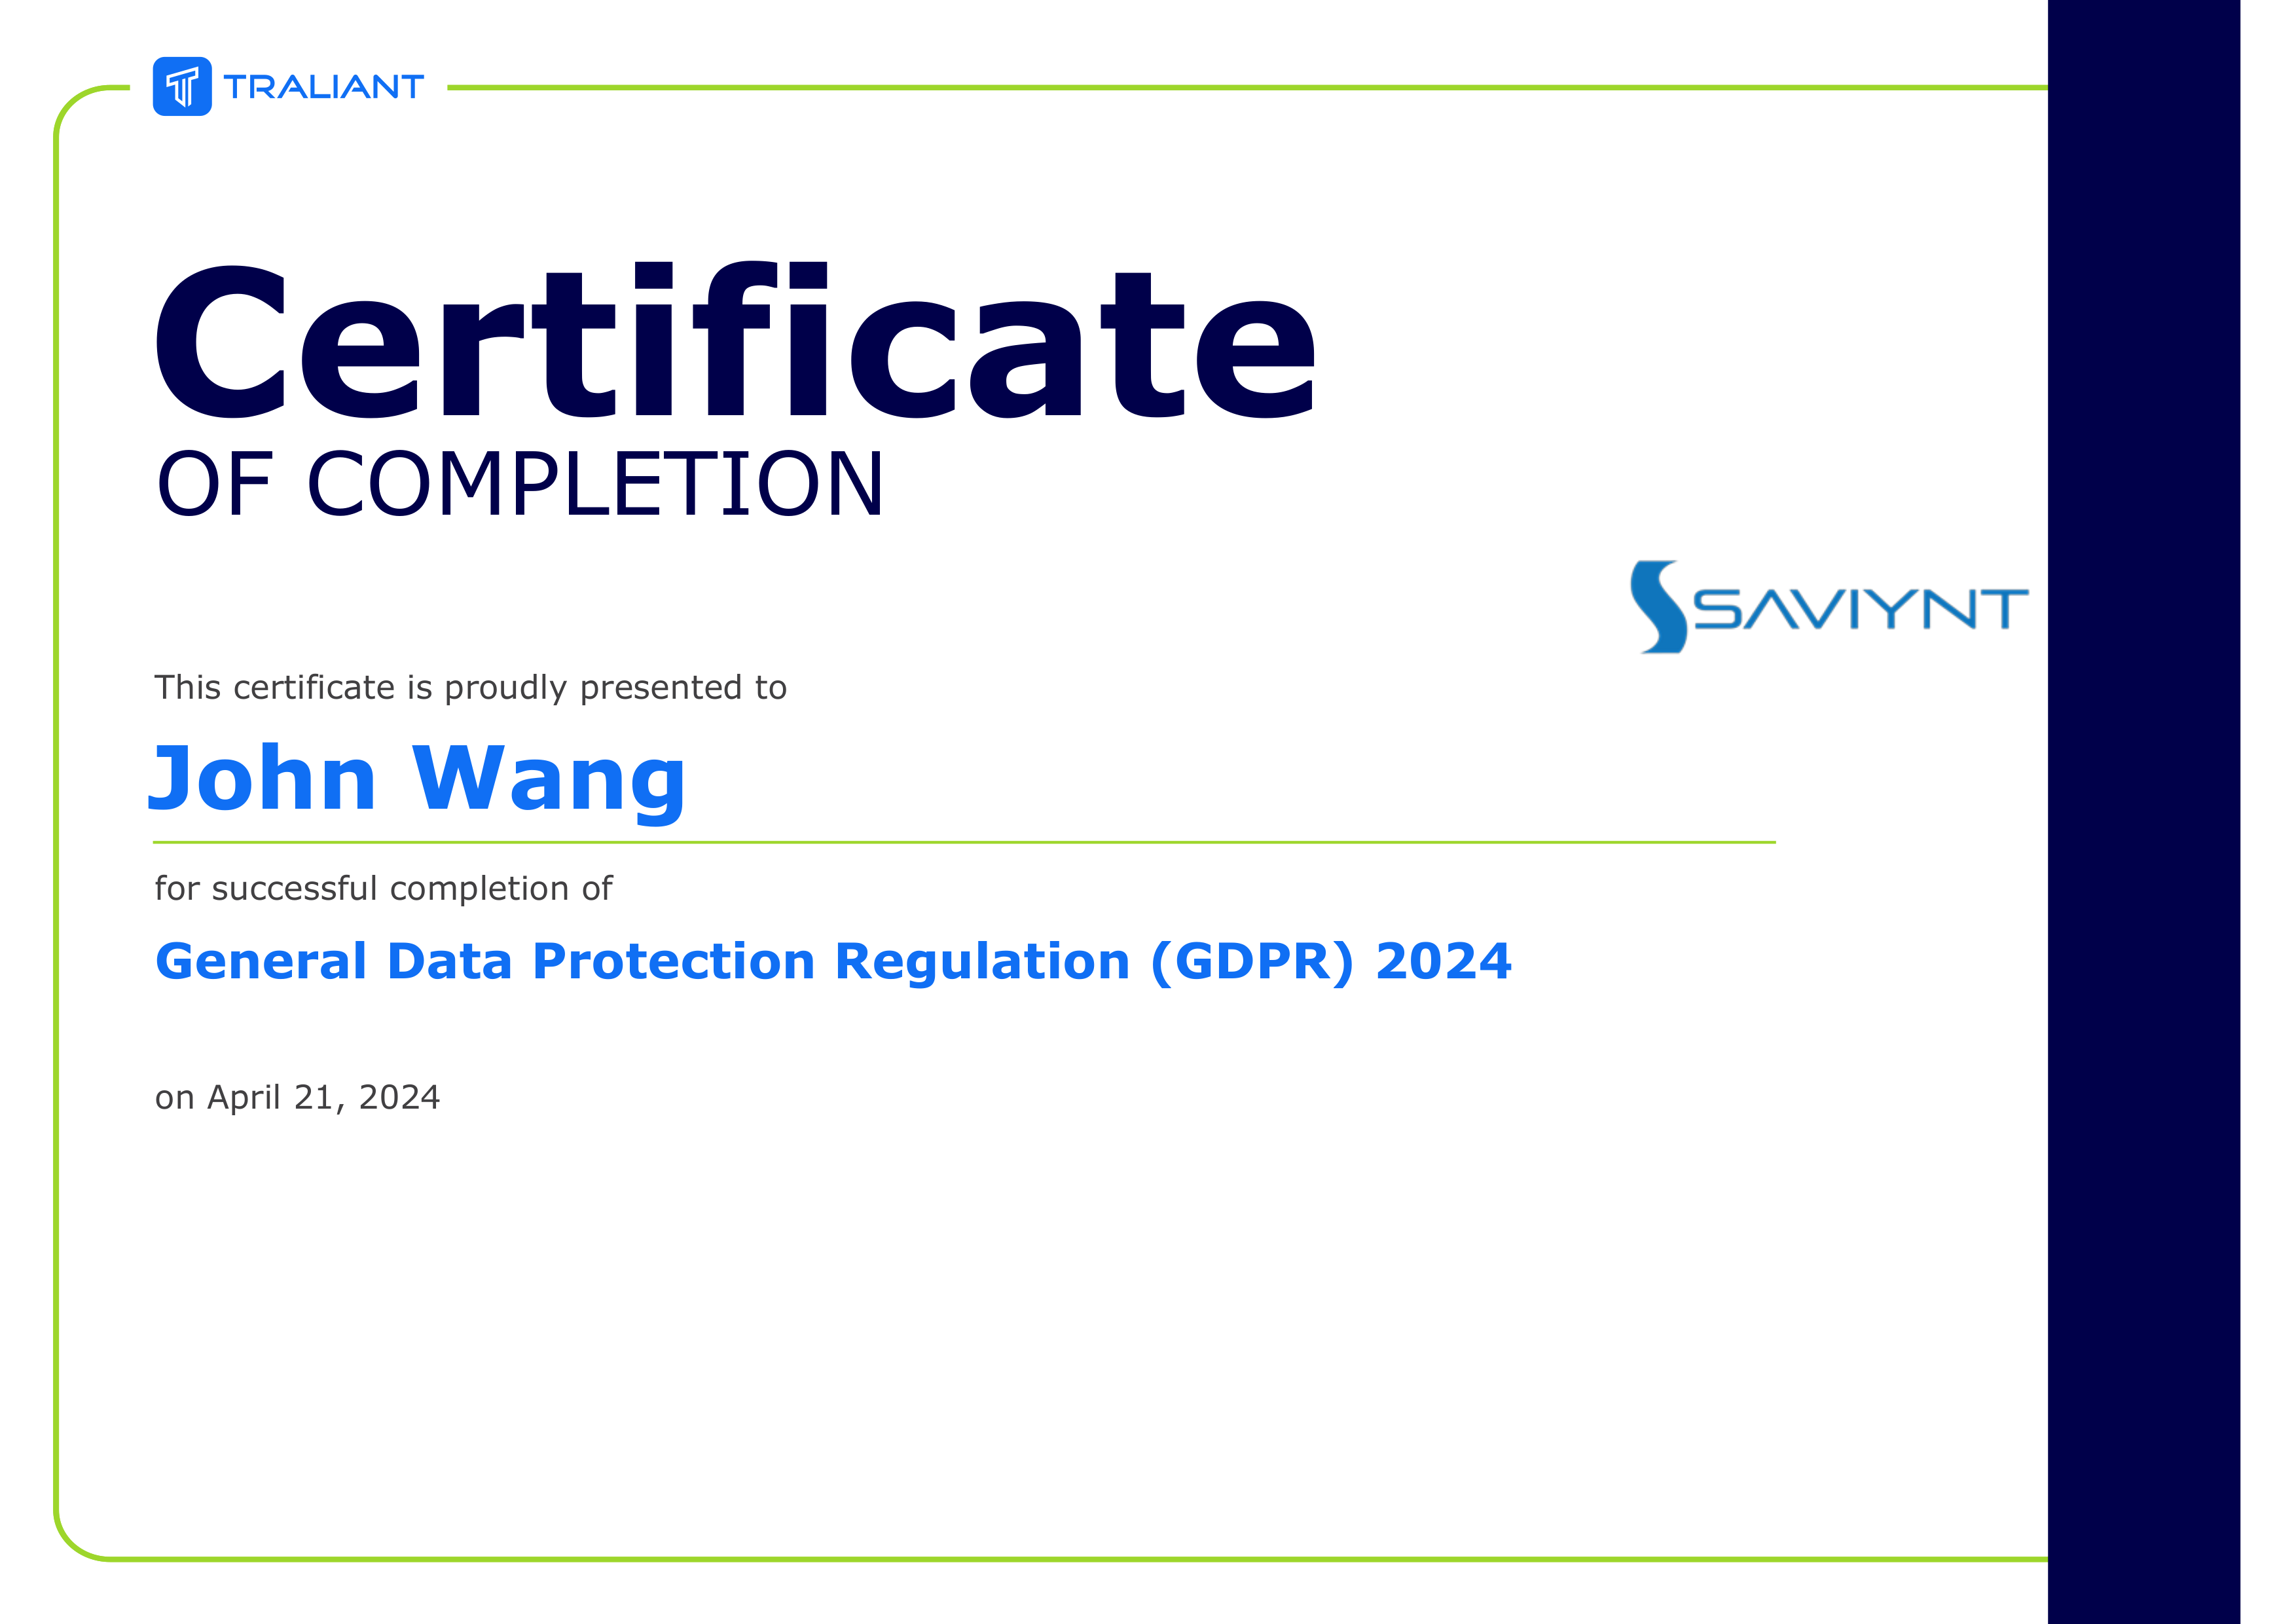 TRALIANT
Certificate
OF COMPLETION
SAVIYNT
This certificate is proudly presented to
John Wang
for successful completion of
General Data Protection Regulation (GDPR) 2024
on April 21, 2024